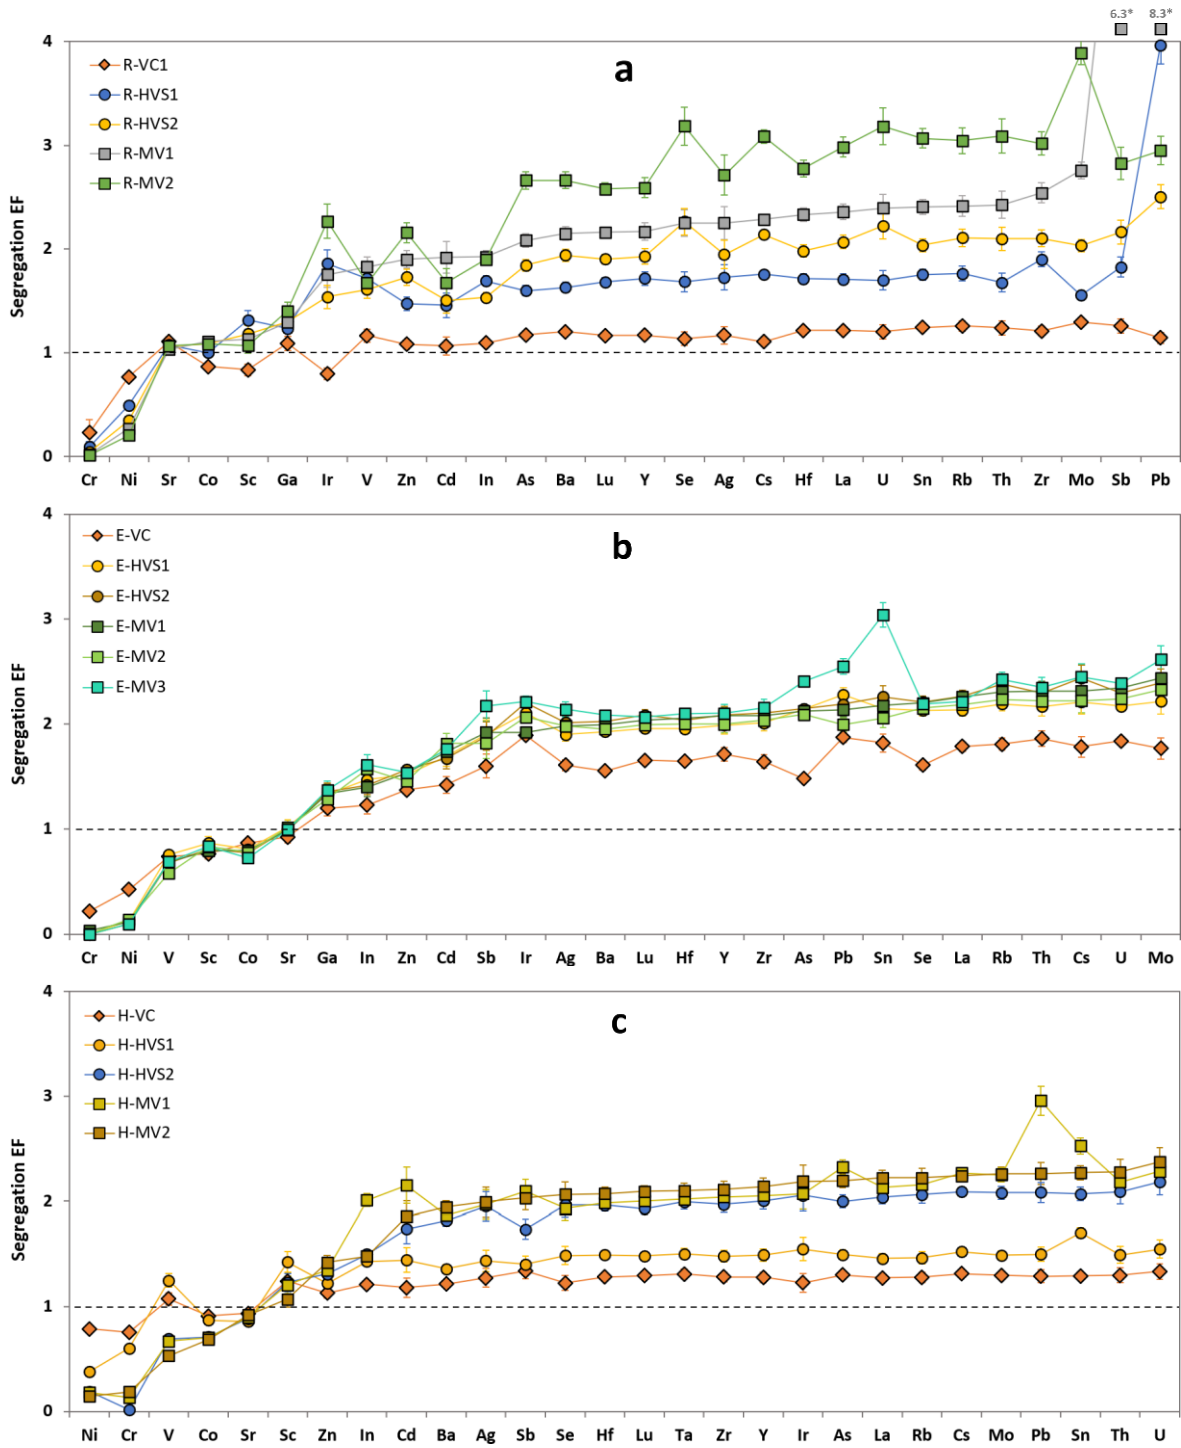 6.3* 8.3*
4
a
R-VC1
R-HVS1
R-HVS2
R-MV1
R-MV2
3
2
1
0
Segregation EF
Cr Ni Sr Co Sc Ga Ir V Zn Cd In As Ba Lu Y Se Ag Cs Hf La U Sn Rb Th Zr Mo Sb Pb
4
b
E-VC
E-HVS1
E-HVS2
E-MV1
E-MV2
E-MV3
3
2
1
0
Segregation EF
Cr Ni V Sc Co Sr Ga In Zn Cd Sb Ir Ag Ba Lu Hf Y Zr As Pb Sn Se La Rb Th Cs U Mo
4
c
H-VC
H-HVS1
H-HVS2
H-MV1
H-MV2
3
2
1
0
Segregation EF
Ni Cr V Co Sr Sc Zn In Cd Ba Ag Sb Se Hf Lu Ta Zr Y Ir As La Rb Cs Mo Pb Sn Th U